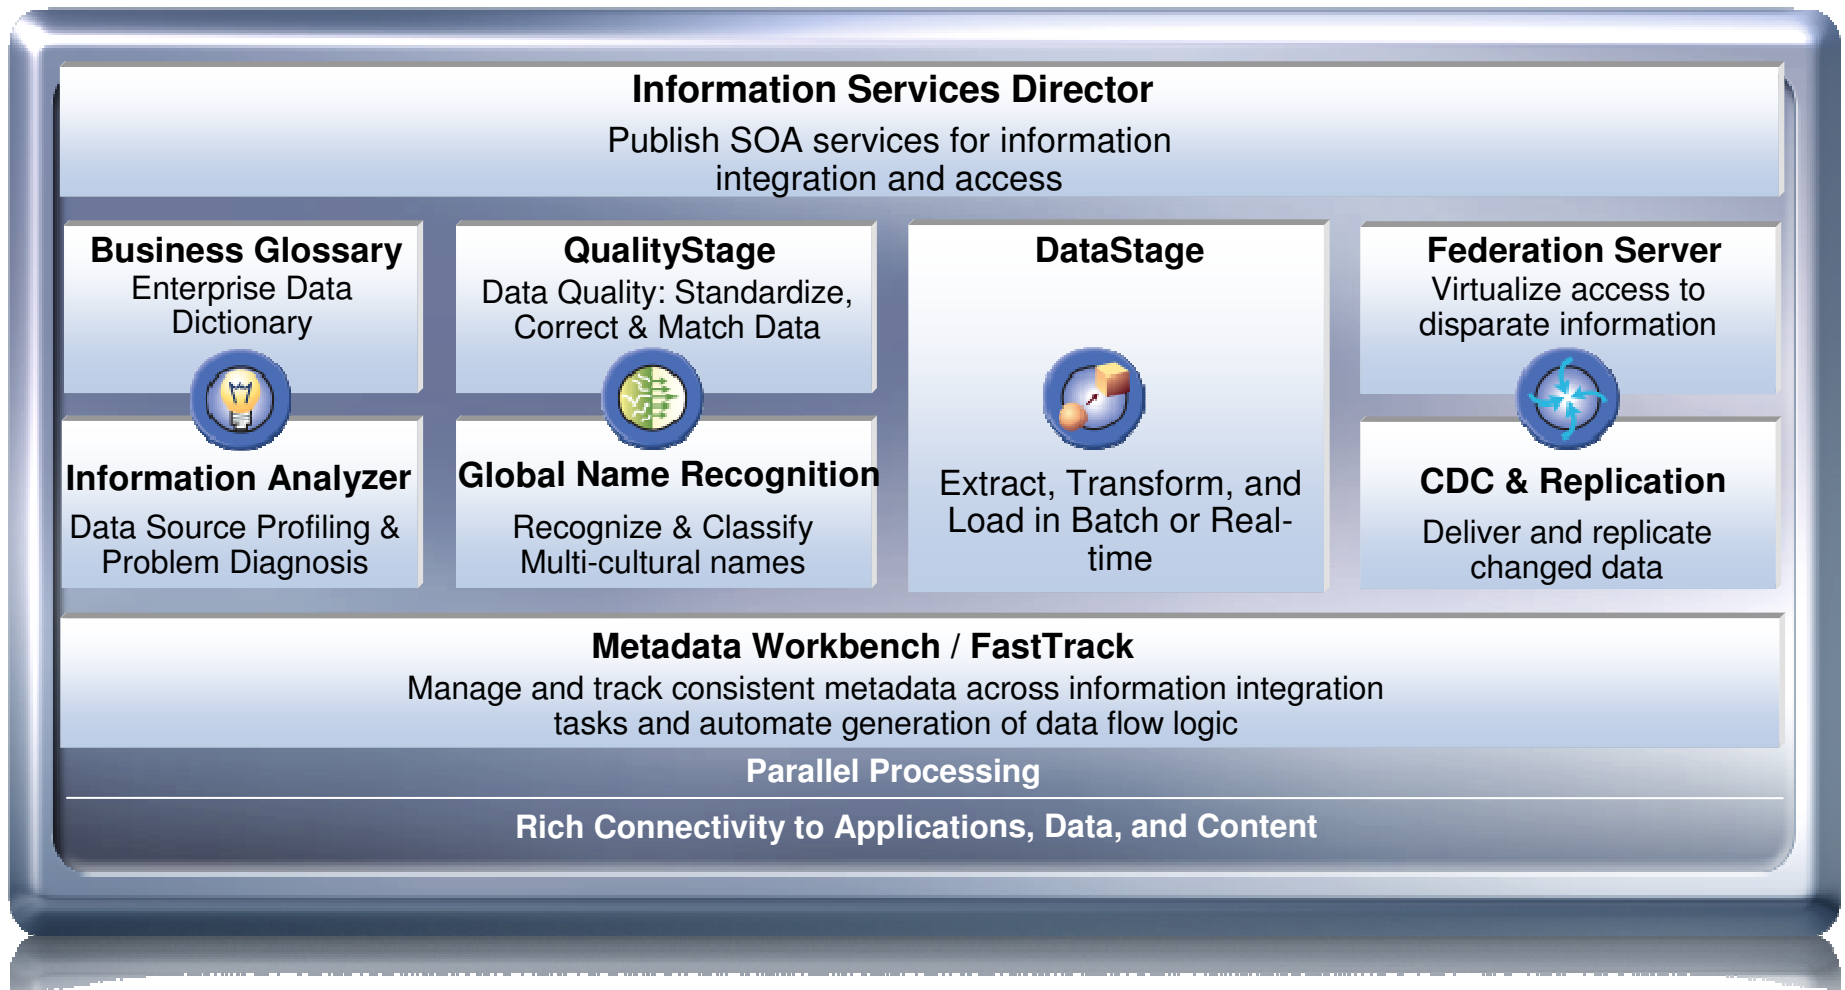 Information Services Director
Publish SOA services for information
integration and access
Business Glossary
Enterprise Data
Dictionary
Information Analyzer
Data Source Profiling &
Problem Diagnosis
QualityStage
Data Quality: Standardize,
Correct & Match Data
Global Name Recognition
Recognize & Classify
Multi-cultural names
DataStage
Extract, Transform, and
Load in Batch or Real-
time
Federation Server
Virtualize access to
disparate information
CDC & Replication
Deliver and replicate
changed data
Metadata Workbench / FastTrack
Manage and track consistent metadata across information integration
tasks and automate generation of data flow logic
Parallel Processing
Rich Connectivity to Applications, Data, and Content